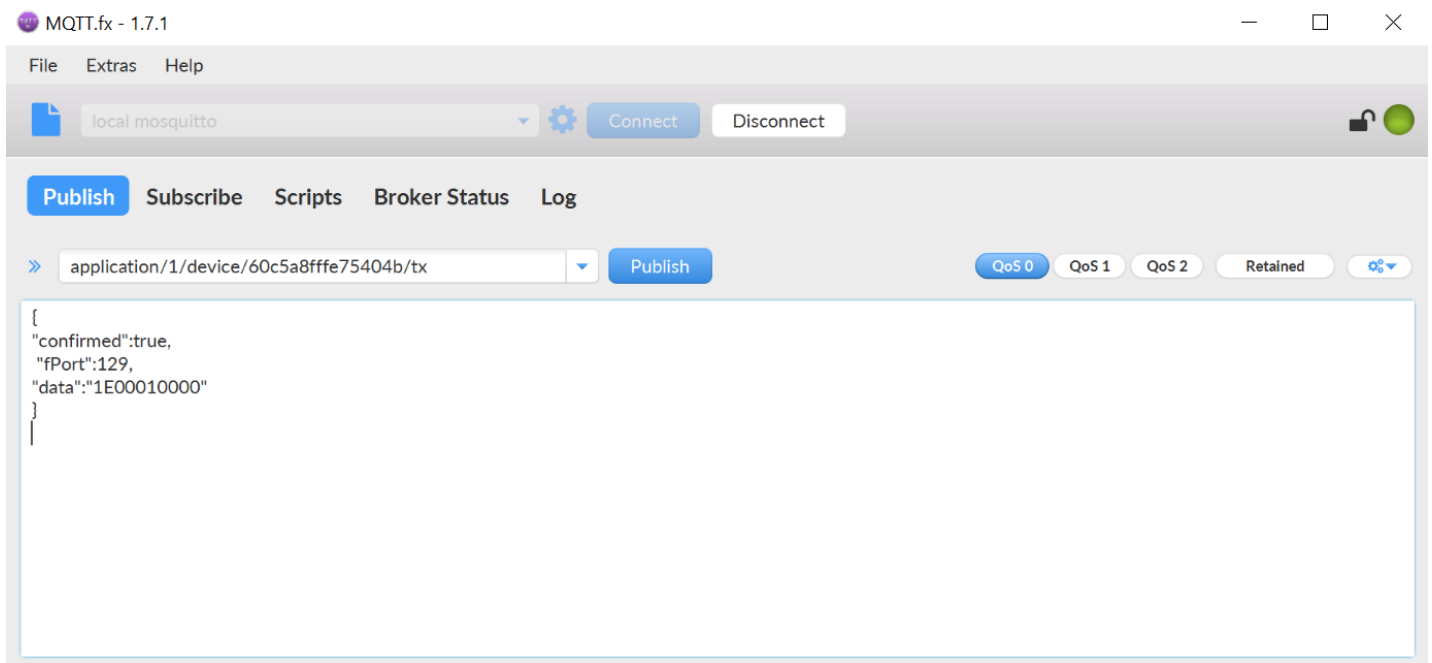 MQTT.fx - 1.7.1
File Extras Help
local mosquitto Connect Disconnect
Publish Subscribe Scripts Broker Status Log
application/1/device/60c5a8fffe75404b/tx Publish QoS 0 QoS 1 QoS 2 Retained
{
"confirmed":true,
"fPort":129,
"data":"1E00010000"
}